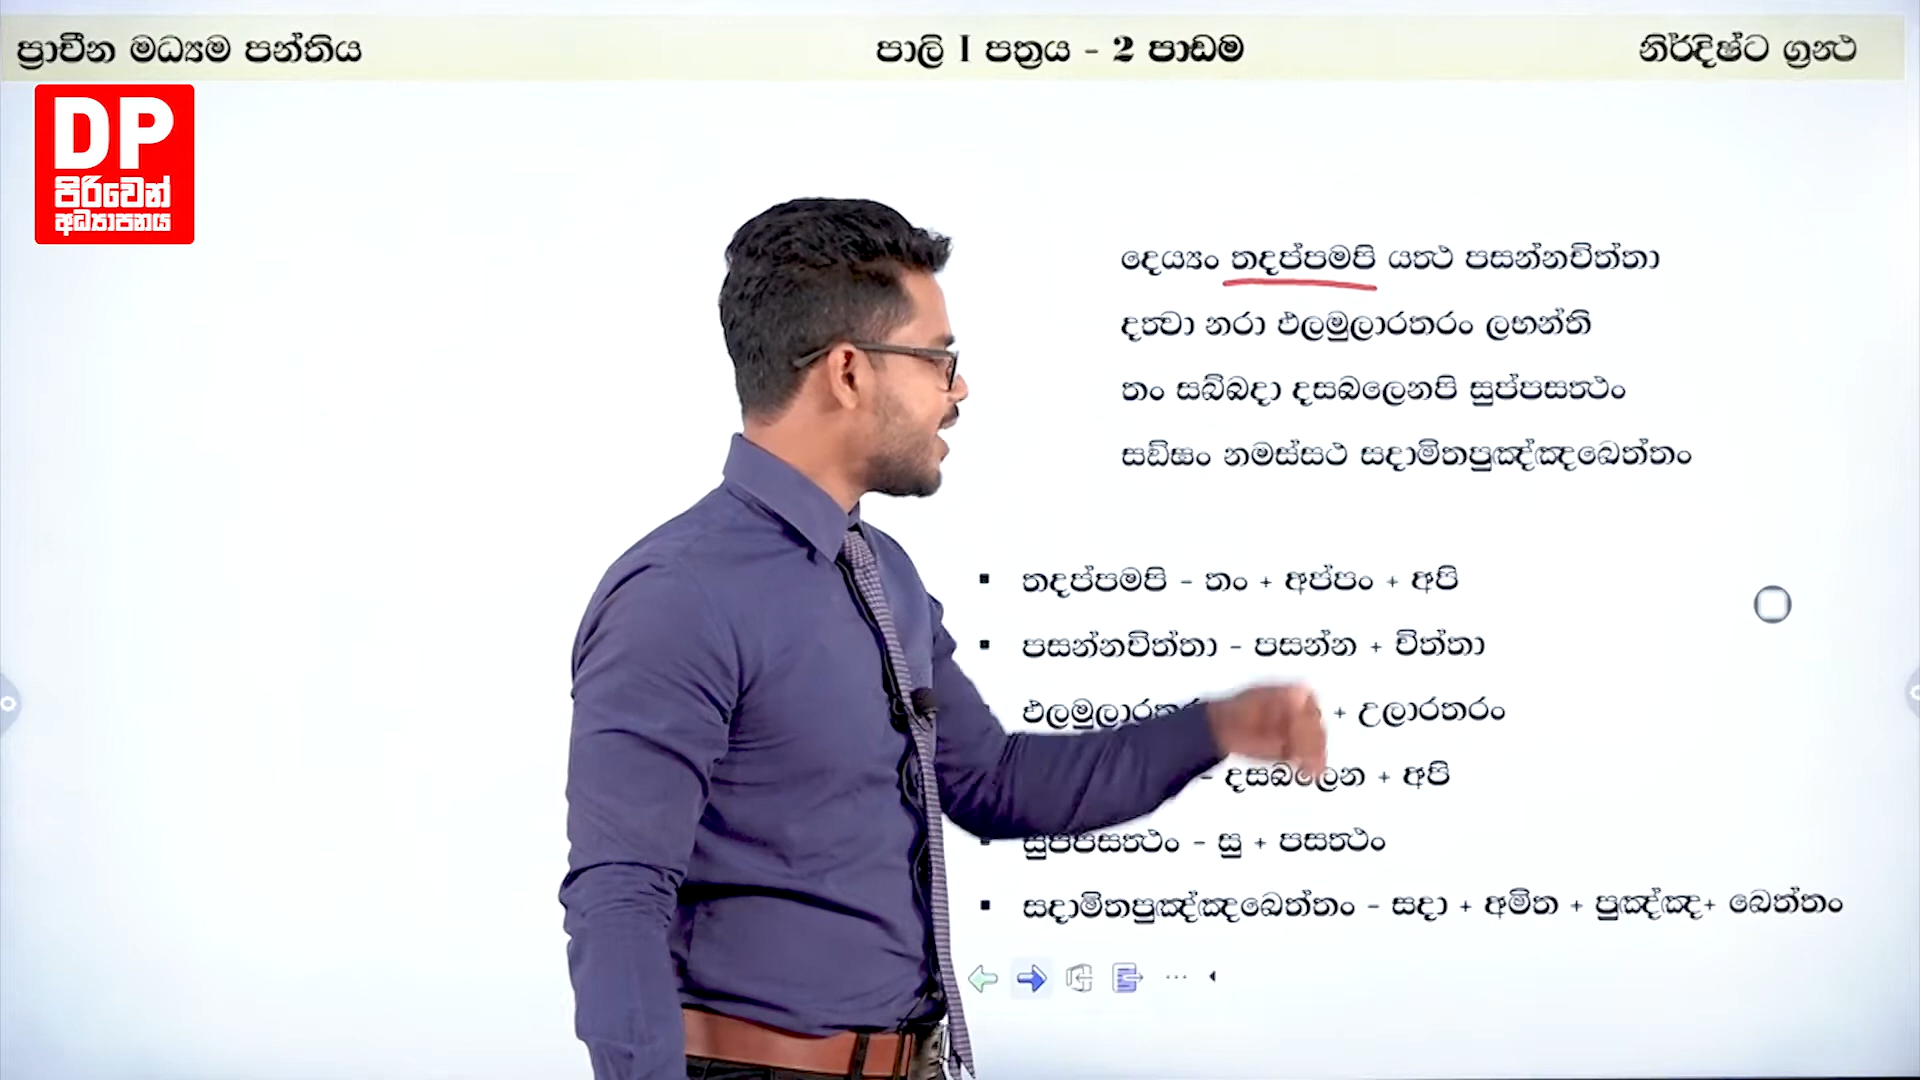 ප්‍රාචීන මධ්‍යම පන්තිය
පාලි I පත්‍රය - 2 පාඩම
නිර්දිෂ්ට ග්‍රන්ථ
DP
පිරිවෙන්
අධ්‍යාපනය
දෙය්‍යං තදප්පමපි යත්‍ථ පසන්නචිත්තා
දත්‍වා නරා ඵලමුලාරතරං ලභන්ති
තං සබ්බදා දසබලෙනපි සුප්පසත්‍ථං
සඞ්ඝං නමස්සථ සදාමිතපුඤ්ඤඛෙත්තං
▪ තදප්පමපි - තං + අප්පං + අපි
▪ පසන්නචිත්තා - පසන්න + චිත්තා
+ උලාරතරං
- දසබලෙන + අපි
▪ සුප්පසත්‍ථං - සු + පසත්‍ථං
▪ සදාමිතපුඤ්ඤඛෙත්තං - සදා + අමිත + පුඤ්ඤ+ ඛෙත්තං